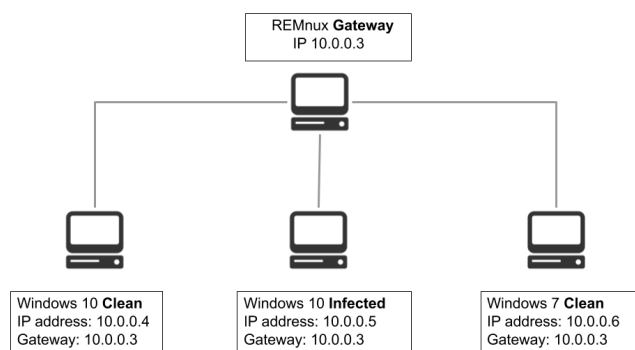 REMnux Gateway
IP 10.0.0.3
Windows 10 Clean
IP address: 10.0.0.4
Gateway: 10.0.0.3
Windows 10 Infected
IP address: 10.0.0.5
Gateway: 10.0.0.3
Windows 7 Clean
IP address: 10.0.0.6
Gateway: 10.0.0.3